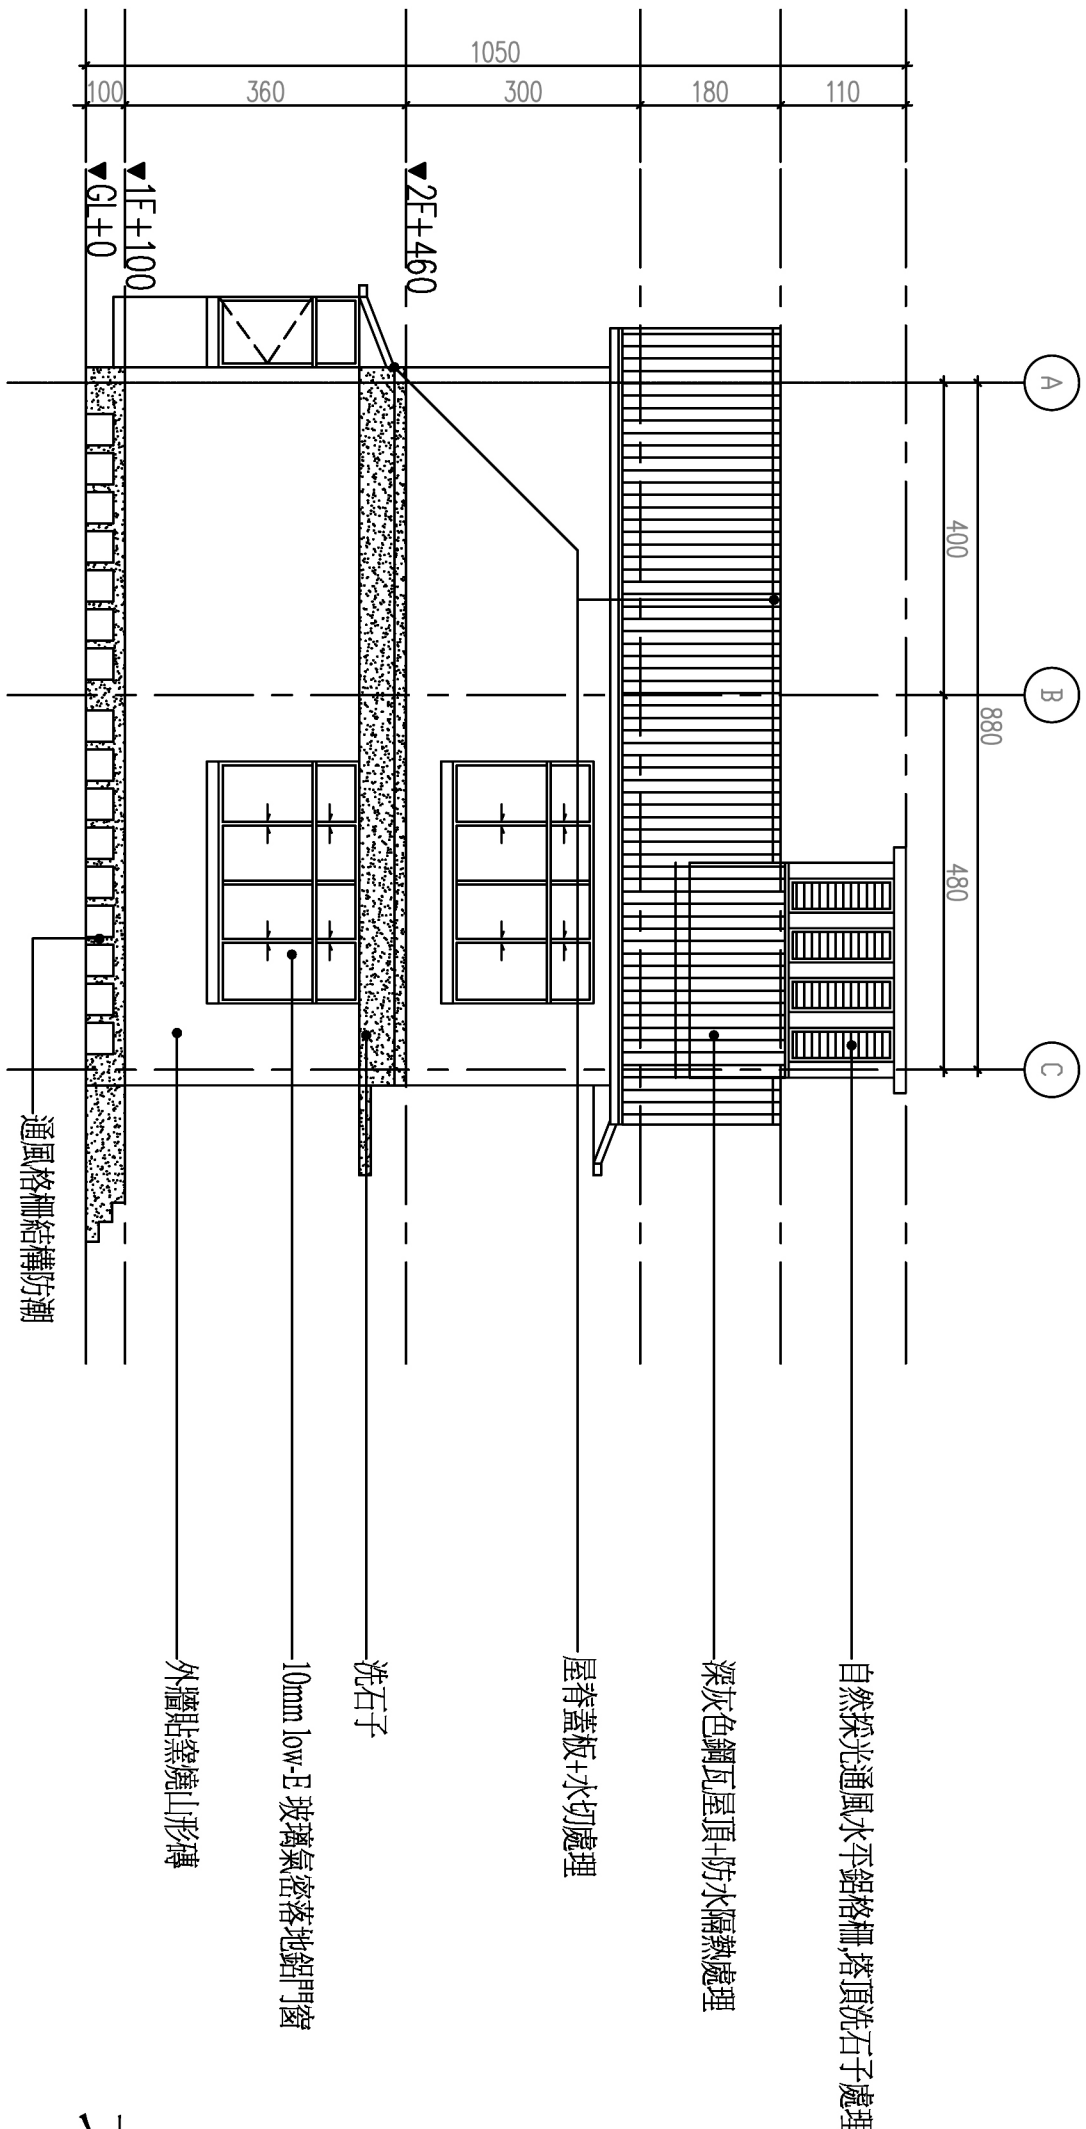 A
B
C
400
480
880
110
180
300
360
100
1050
▼2F+460
▼1F+100
▼GL+0
自然採光通風水平鋁格柵,塔頂洗石子處理
深灰色鋼瓦屋頂+防水隔熱處理
屋脊蓋板+水切處理
洗石子
10mm low-E 玻璃氣密落地鋁門窗
外牆貼窯燒山形磚
通風格柵結構防潮